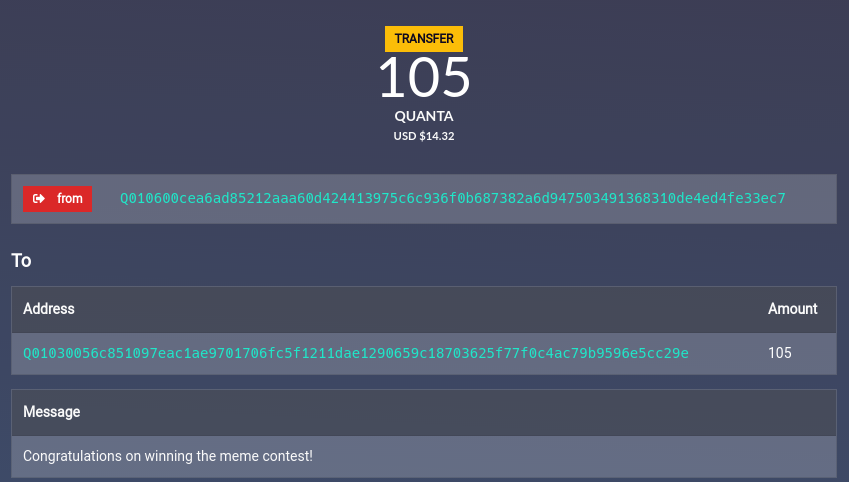 TRANSFER
105
QUANTA
USD $14.32
from Q010600cea6ad85212aaa60d424413975c6c936f0b687382a6d947503491368310de4ed4fe33ec7
To
Address Amount
Q01030056c851097eac1ae9701706fc5f1211dae1290659c18703625f77f0c4ac79b9596e5cc29e 105
Message
Congratulations on winning the meme contest!